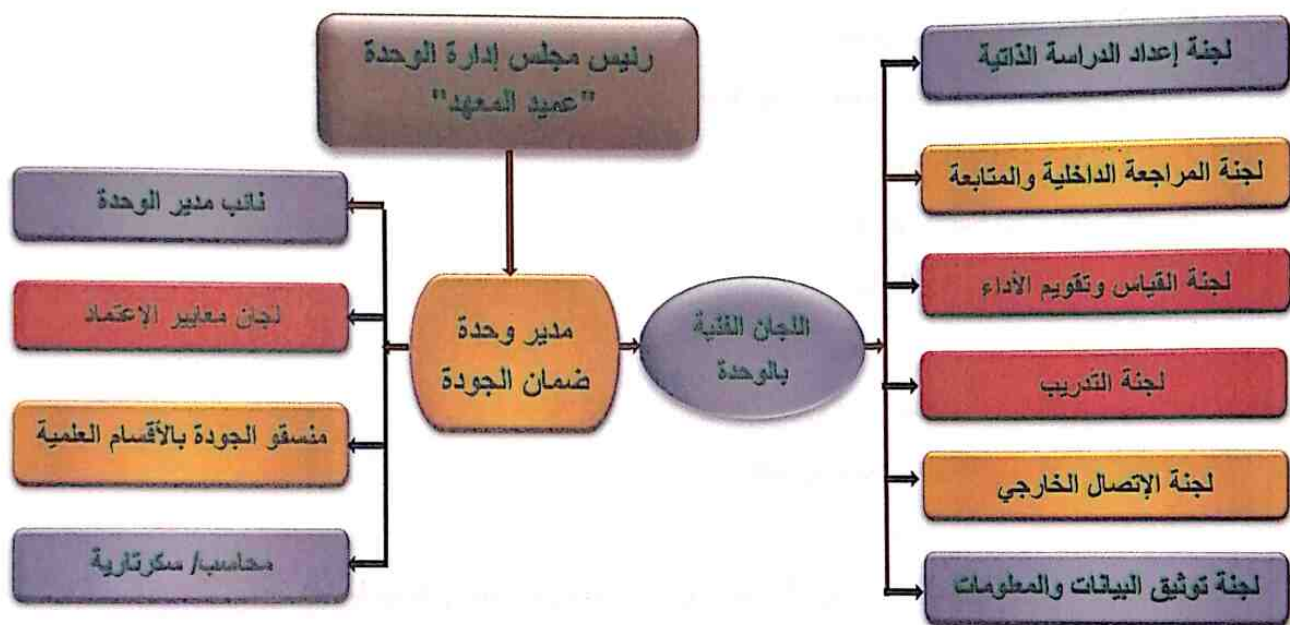 رئيس مجلس إدارة الوحدة
"عميد المعهد"
لجنة إعداد الدراسة الذاتية
لجنة المراجعة الداخلية والمتابعة
لجنة القياس وتقويم الأداء
لجنة التدريب
لجنة الإتصال الخارجي
لجنة توثيق البيانات والمعلومات
اللجان الفنية
بالوحدة
مدير وحدة
ضمان الجودة
نائب مدير الوحدة
لجان معايير الإعتماد
منسقو الجودة بالأقسام العلمية
محاسب/ سكرتارية